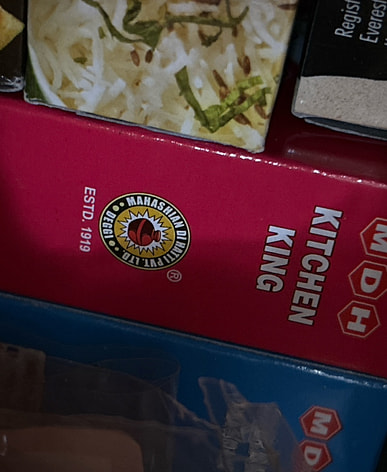 Regis
Everes
MDH
KITCHEN
KING
MAHASHIAN DI HATTI PVT. LTD.
DEGGI
®
ESTD. 1919
MD